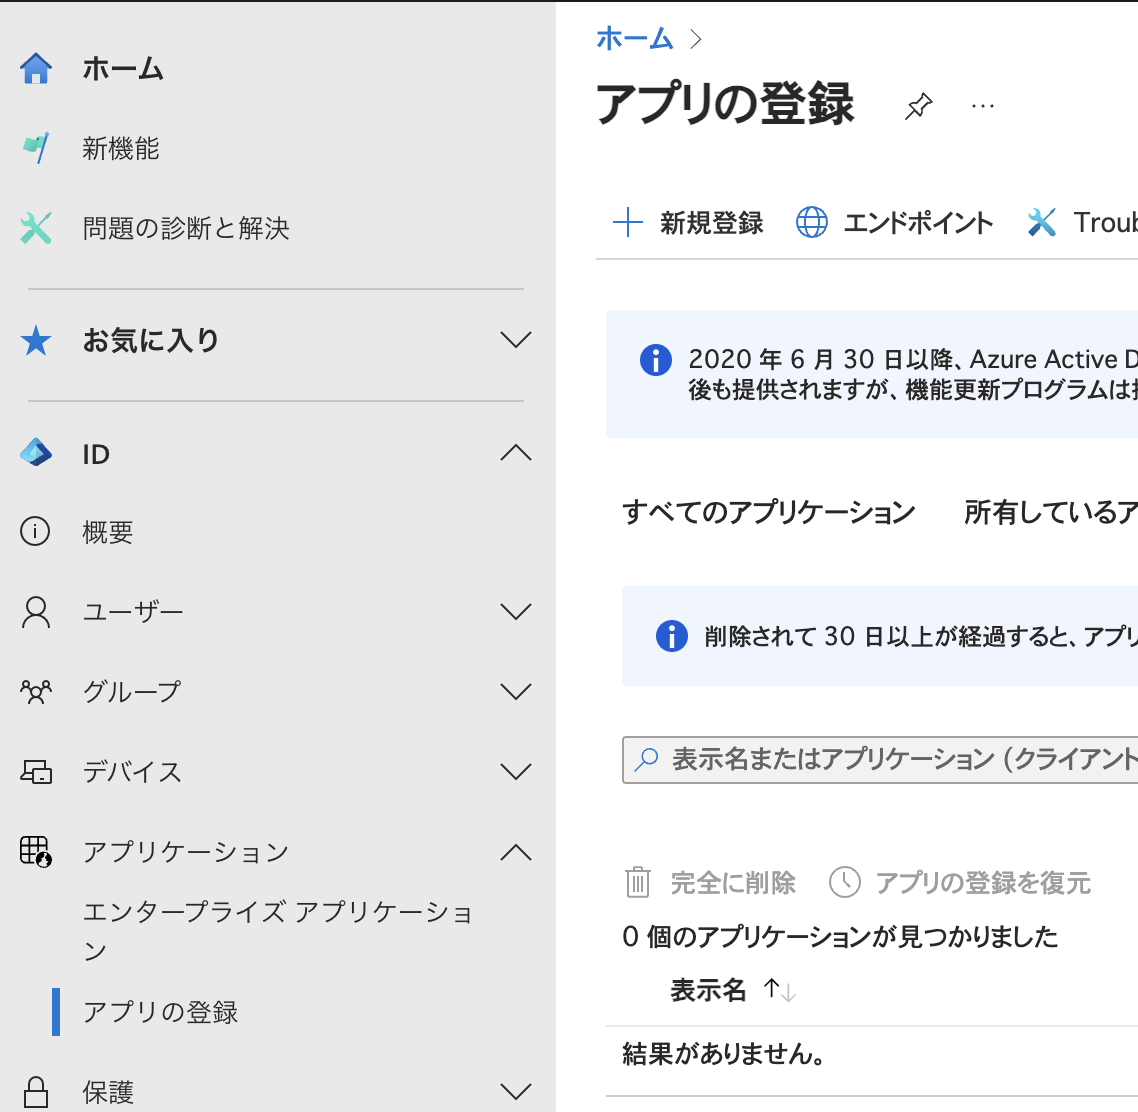 ホーム
新機能
問題の診断と解決
お気に入り
ID
概要
ユーザー
グループ
デバイス
アプリケーション
エンタープライズ アプリケーショ
ン
アプリの登録
保護
ホーム
アプリの登録
新規登録 エンドポイント Troub
2020 年 6 月 30 日以降、Azure Active D
後も提供されますが、機能更新プログラムは提
すべてのアプリケーション 所有しているア
削除されて 30 日以上が経過すると、アプリ
表示名またはアプリケーション (クライアント
完全に削除 アプリの登録を復元
0 個のアプリケーションが見つかりました
表示名 ↑↓
結果がありません。